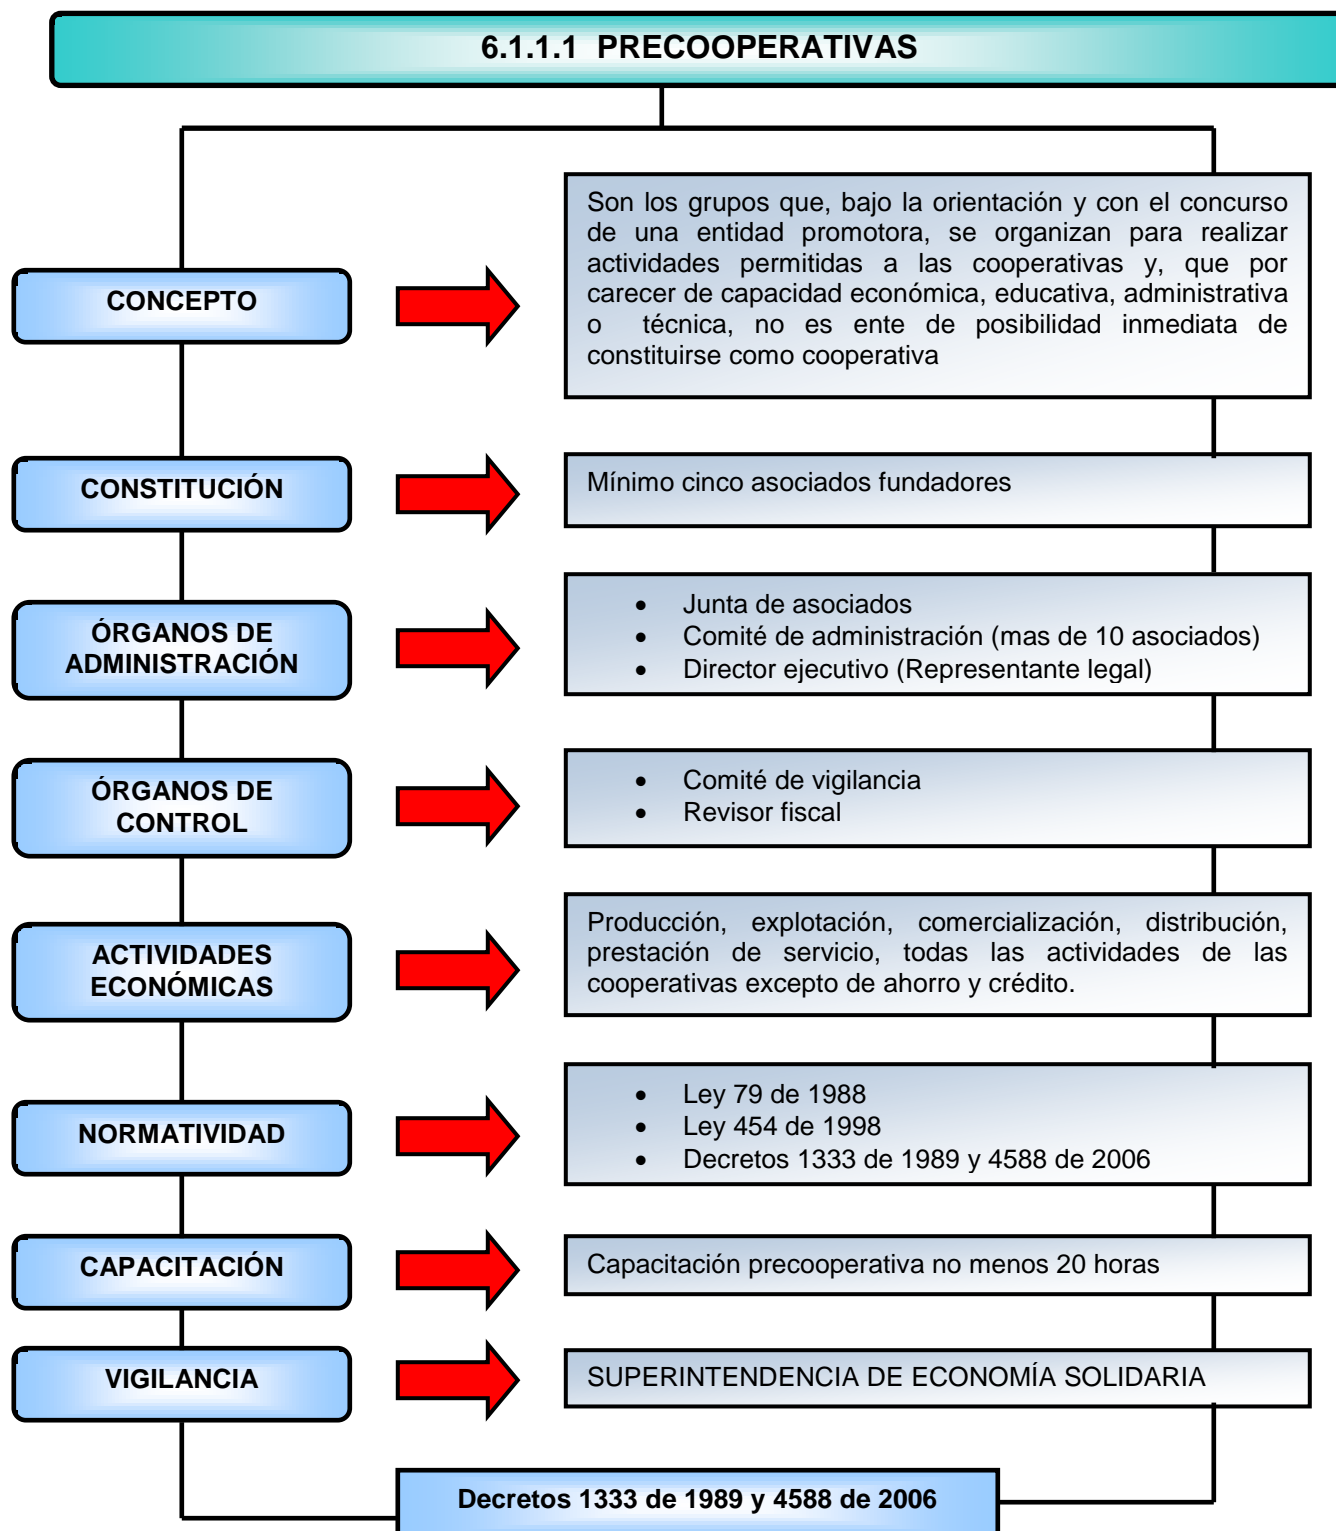 6.1.1.1 PRECOOPERATIVAS
CONCEPTO
Son los grupos que, bajo la orientación y con el concurso
de una entidad promotora, se organizan para realizar
actividades permitidas a las cooperativas y, que por
carecer de capacidad económica, educativa, administrativa
o técnica, no es ente de posibilidad inmediata de
constituirse como cooperativa
CONSTITUCIÓN
Mínimo cinco asociados fundadores
ÓRGANOS DE
ADMINISTRACIÓN
• Junta de asociados
• Comité de administración (mas de 10 asociados)
• Director ejecutivo (Representante legal)
ÓRGANOS DE
CONTROL
• Comité de vigilancia
• Revisor fiscal
ACTIVIDADES
ECONÓMICAS
Producción, explotación, comercialización, distribución,
prestación de servicio, todas las actividades de las
cooperativas excepto de ahorro y crédito.
NORMATIVIDAD
• Ley 79 de 1988
• Ley 454 de 1998
• Decretos 1333 de 1989 y 4588 de 2006
CAPACITACIÓN
Capacitación precooperativa no menos 20 horas
VIGILANCIA
SUPERINTENDENCIA DE ECONOMÍA SOLIDARIA
Decretos 1333 de 1989 y 4588 de 2006